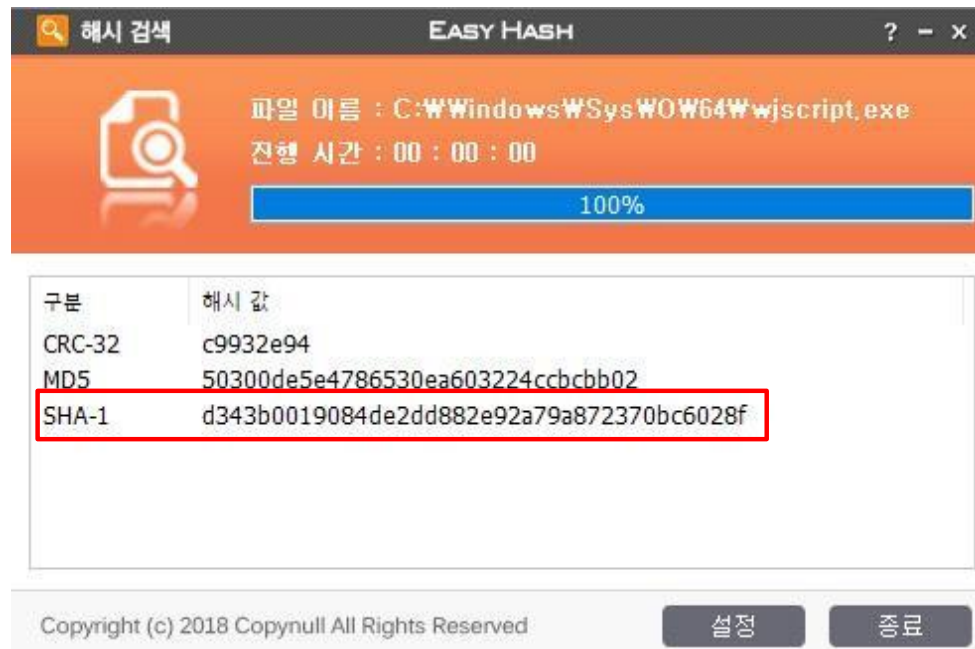 해시 검색 EASY HASH ? - x
파일 이름 : C:₩Windows₩Sys₩O₩64₩wjscript.exe
진행 시간 : 00 : 00 : 00
100%
구분 해시 값
CRC-32 c9932e94
MD5 50300de5e4786530ea603224ccbcbb02
SHA-1 d343b0019084de2dd882e92a79a872370bc6028f
Copyright (c) 2018 Copynull All Rights Reserved 설정 종료